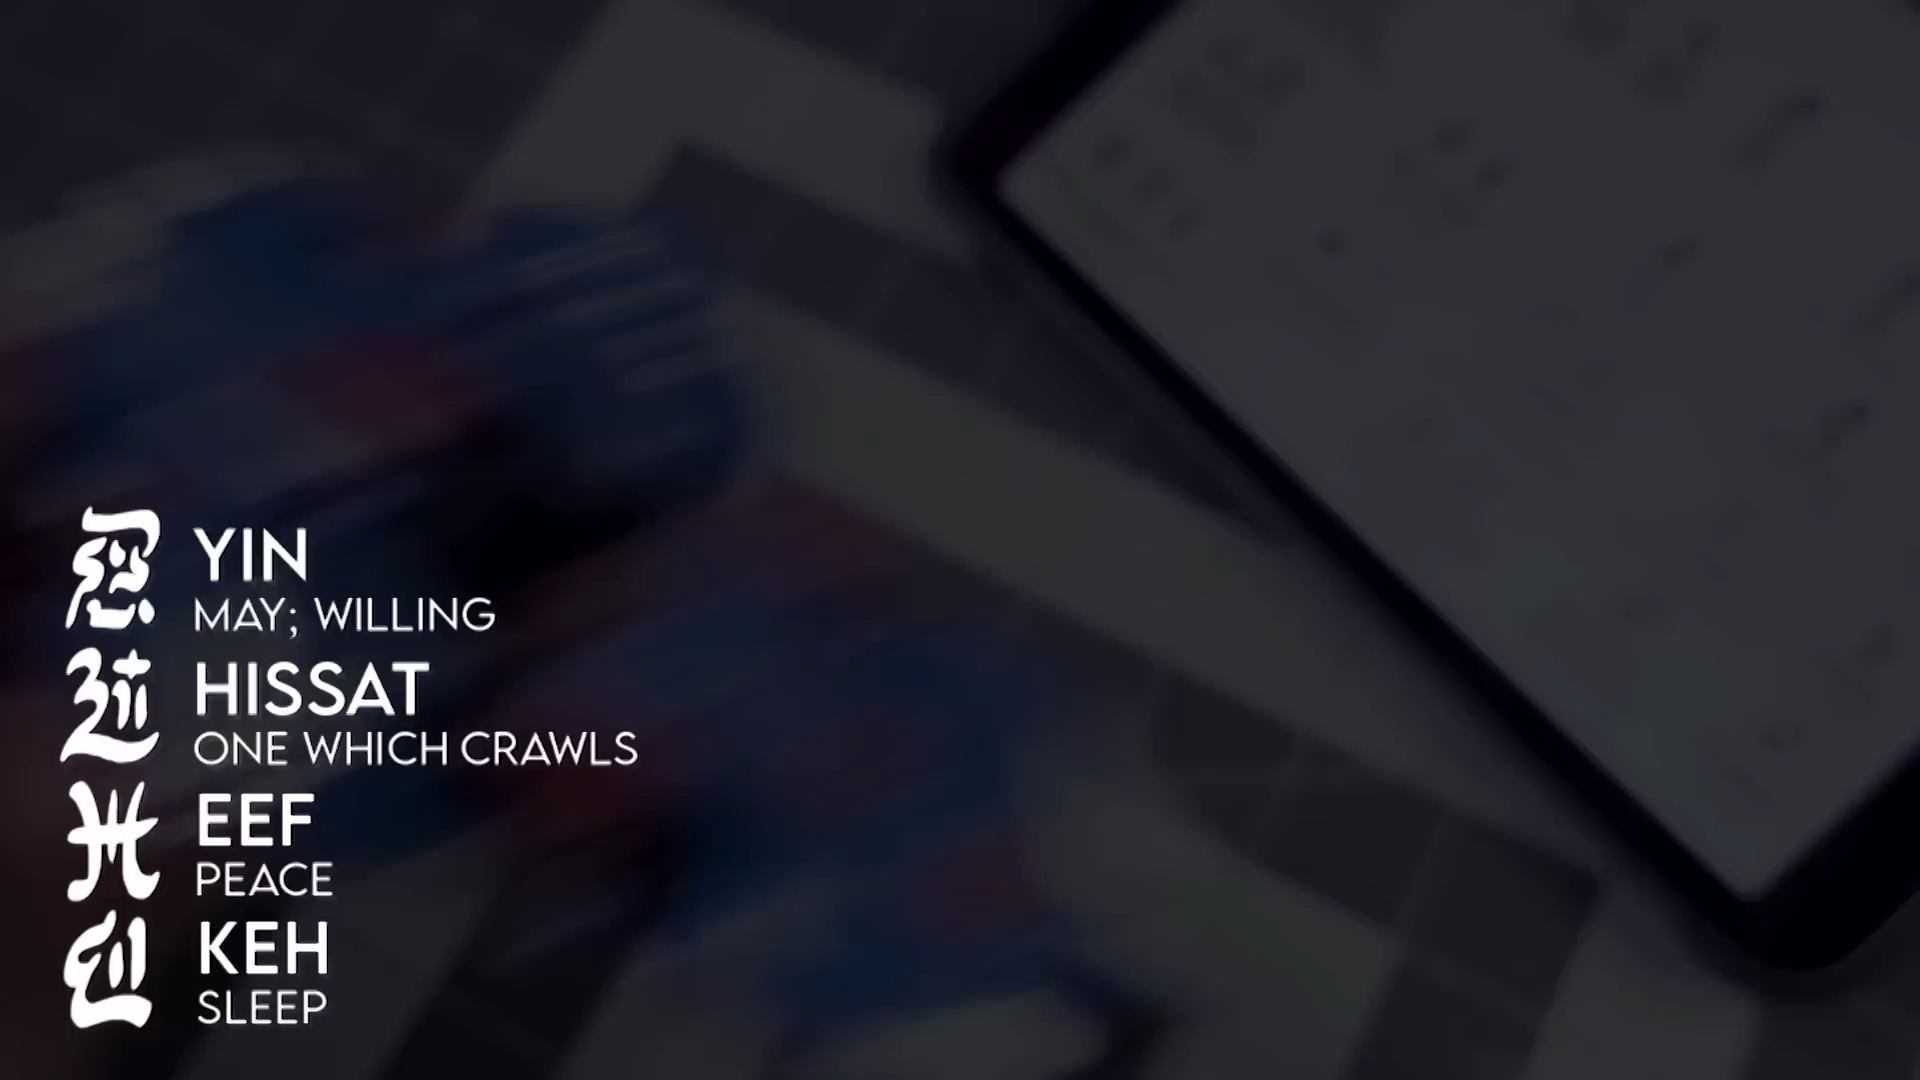 YIN
MAY; WILLING
HISSAT
ONE WHICH CRAWLS
EEF
PEACE
KEH
SLEEP